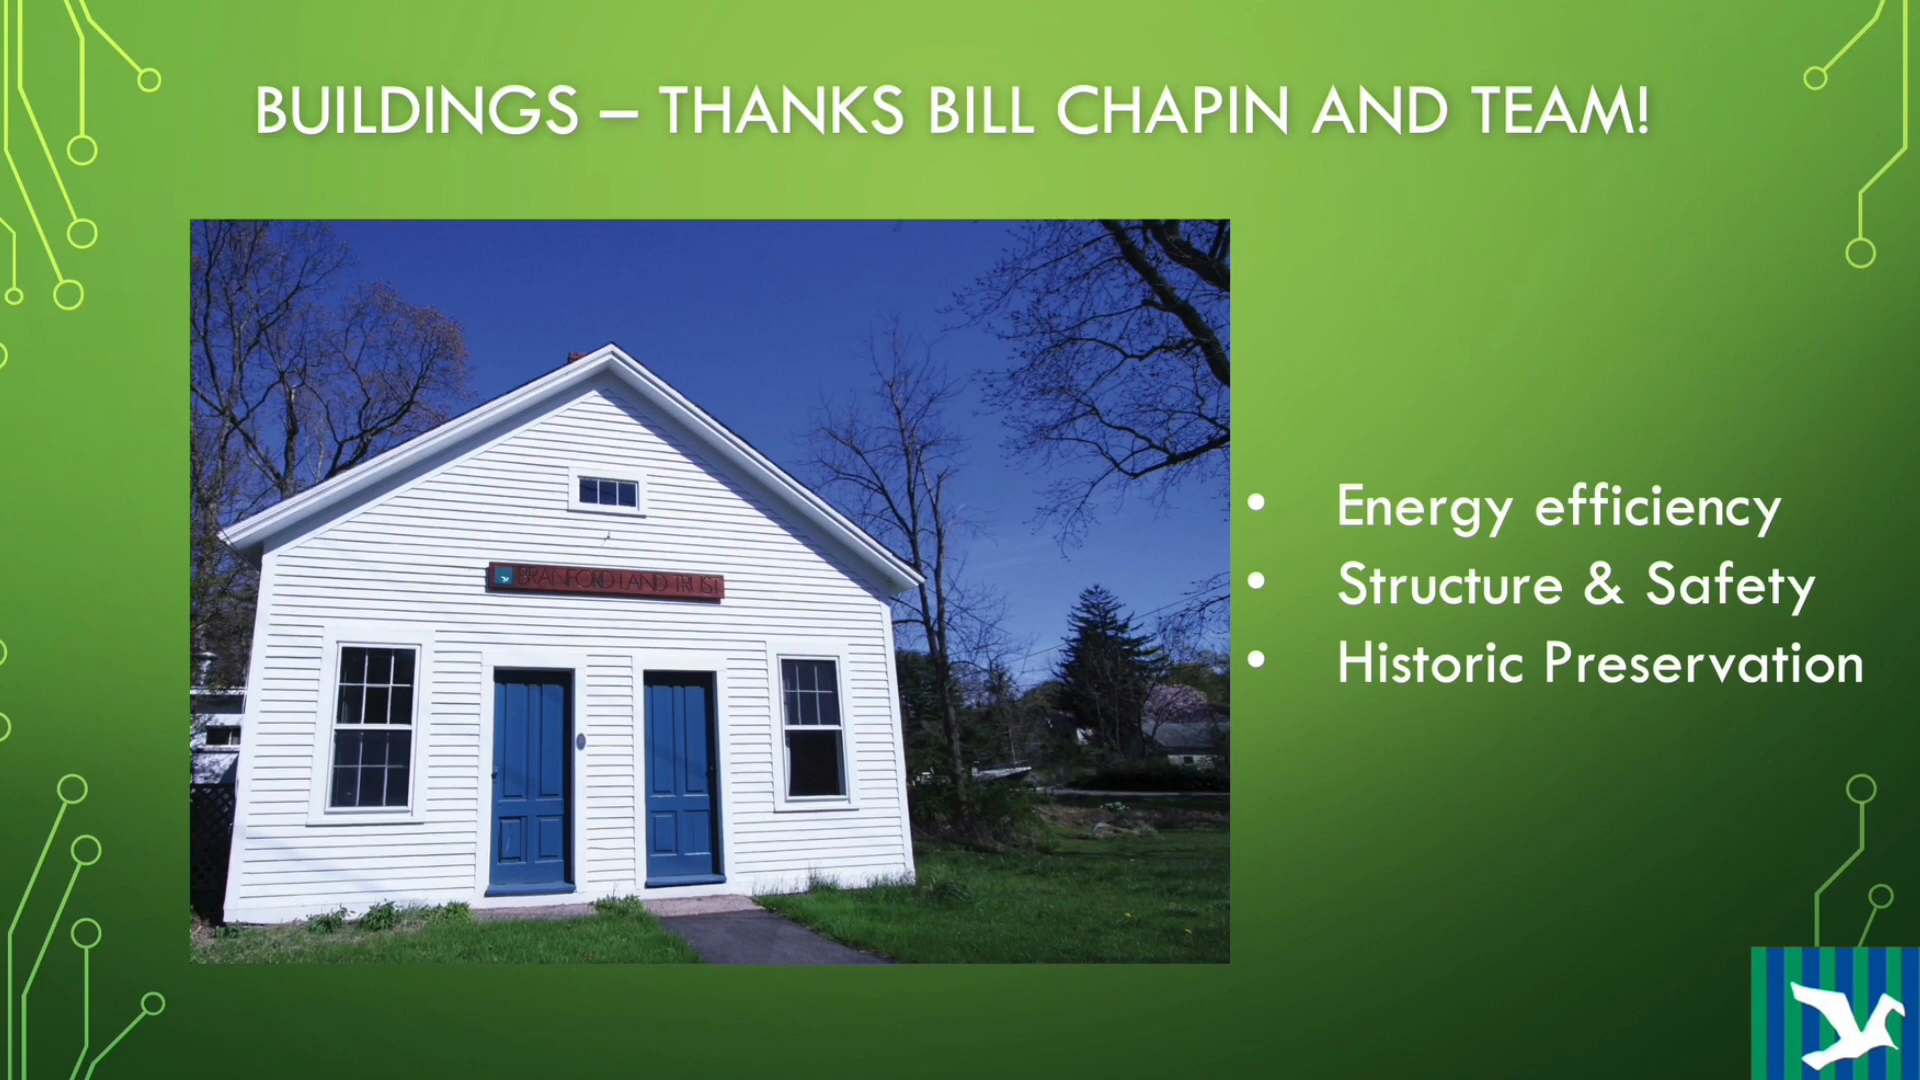 BUILDINGS – THANKS BILL CHAPIN AND TEAM!
BRANFORD LAND TRUST
• Energy efficiency
• Structure & Safety
• Historic Preservation